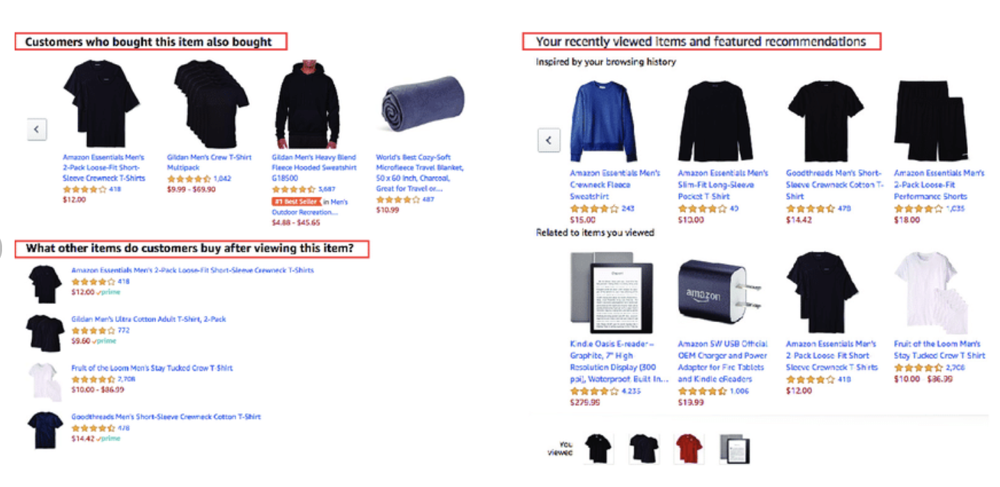 Customers who bought this item also bought
Amazon Essentials Men's
2-Pack Loose-Fit Short-
Sleeve Crewneck T-Shirts
418
$12.00
Gildan Men's Crew T-Shirt
Multipack
1,042
$9.99 - $69.90
Gildan Men's Heavy Blend
Fleece Hooded Sweatshirt
G18500
3,687
#1 Best Seller in Men's
Outdoor Recreation...
$4.88 - $45.65
World's Best Cozy-Soft
Microfleece Travel Blanket,
50 x 60 Inch, Charcoal,
Great for Travel or...
487
$10.99
What other items do customers buy after viewing this item?
Amazon Essentials Men's 2-Pack Loose-Fit Short-Sleeve Crewneck T-Shirts
418
$12.00 prime
Gildan Men's Ultra Cotton Adult T-Shirt, 2-Pack
772
$9.60 prime
Fruit of the Loom Men's Stay Tucked Crew T-Shirt
2,708
$10.00 - $86.99
Goodthreads Men's Short-Sleeve Crewneck Cotton T-Shirt
478
$14.42 prime
Your recently viewed items and featured recommendations
Inspired by your browsing history
Amazon Essentials Men's
Crewneck Fleece
Sweatshirt
243
$15.00
Amazon Essentials Men's
Slim-Fit Long-Sleeve
Pocket T-Shirt
Goodthreads Men's Short-
Sleeve Crewneck Cotton T-
Shirt
478
$14.42
Amazon Essentials Men's
2-Pack Loose-Fit
Performance Shorts
1,035
$18.00
Related to items you viewed
amazon
Kindle Oasis E-reader –
Graphite, 7" High-
Resolution Display (300
ppi), Waterproof, Built-In...
4,235
$279.99
Amazon 5W USB Official
OEM Charger and Power
Adapter for Fire Tablets
and Kindle eReaders
1,006
$19.99
Amazon Essentials Men's
2-Pack Loose-Fit Short-
Sleeve Crewneck T-Shirts
418
$12.00
Fruit of the Loom Men's
Stay Tucked Crew T-Shirt
2,708
$10.00 - $86.99
You
viewed